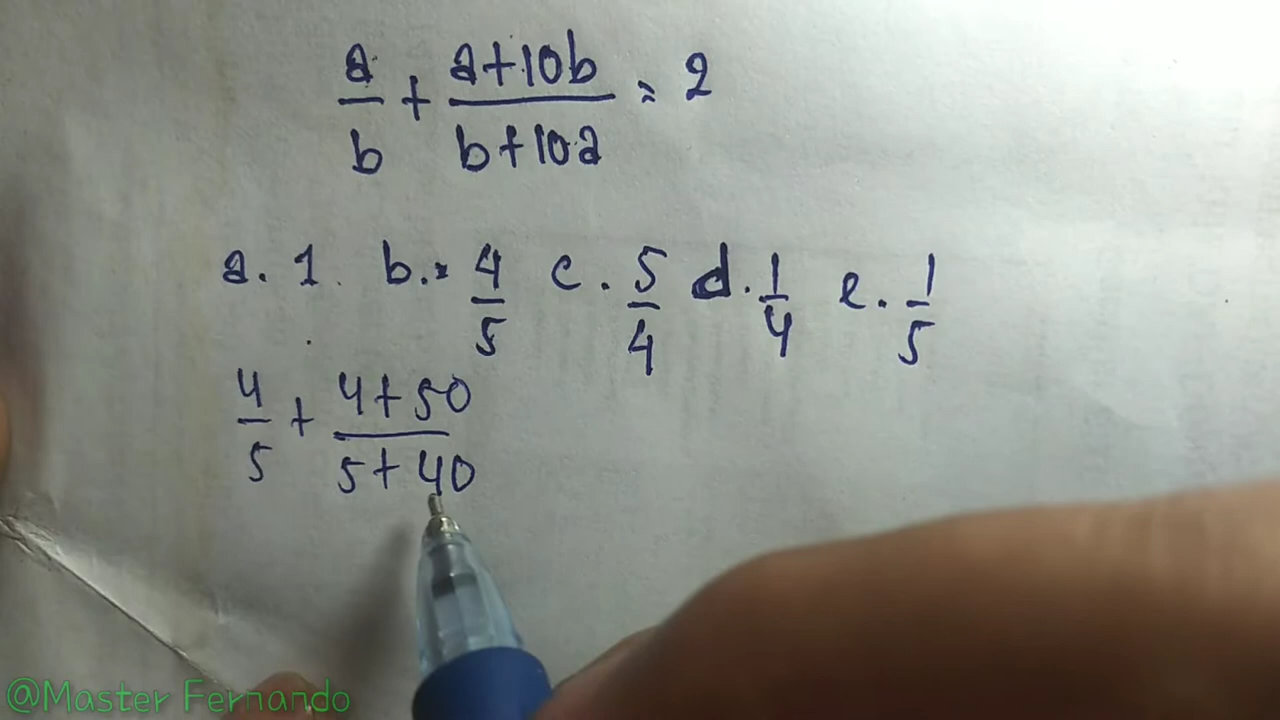 a/b + (a+10b)/(b+10a) = 2
a. 1. b. 4/5 c. 5/4 d. 1/4 e. 1/5
4/5 + (4+50)/(5+40)
@Master Fernando